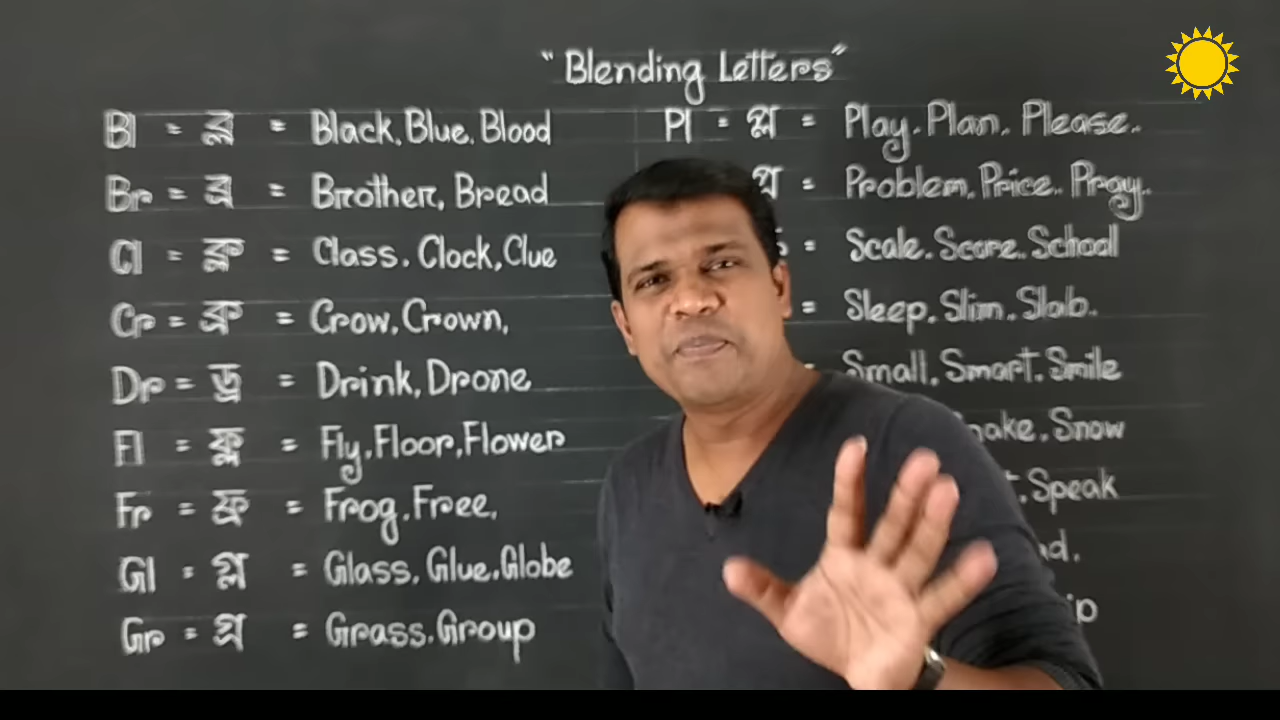 "Blending Letters"
Bl = ব্ল = Black, Blue, Blood
Br = ব্র = Brother, Bread
Cl = ক্ল = Class, Clock, Clue
Cr = ক্র = Crow, Crown,
Dr = ড্র = Drink, Drone
Fl = ফ্ল = Fly, Floor, Flower
Fr = ফ্র = Frog, Free,
Gl = গ্ল = Glass, Glue, Globe
Gr = গ্র = Grass, Group
Pl = প্ল = Play, Plan, Please.
প্র = Problem, Price, Pray.
= Scale, Score, School
= Sleep, Slim, Slab.
Small, Smart, Smile
Snow
Speak